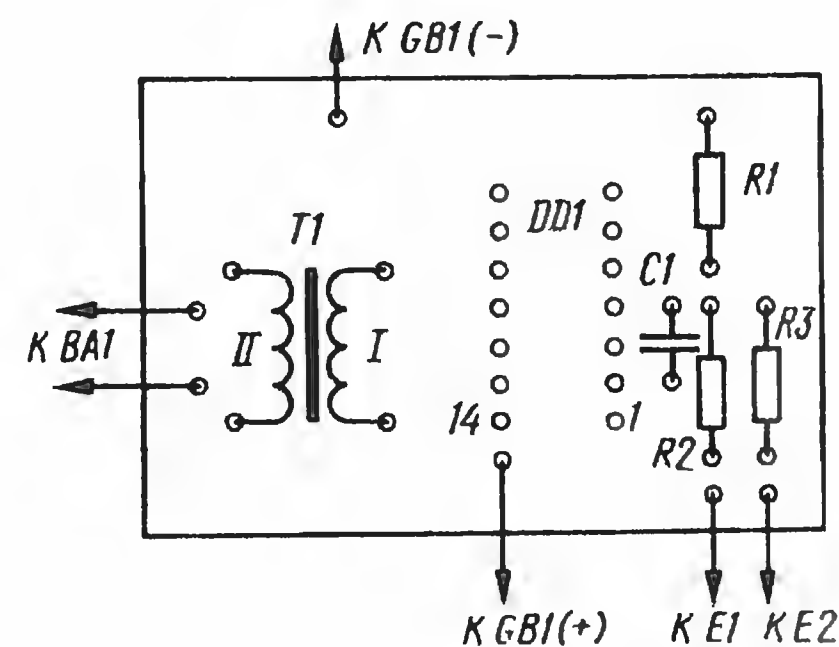 К GB1(-)
R1
DD1
T1
C1
К BA1
II
I
R3
14
1
R2
К GB1(+)
К E1
К E2